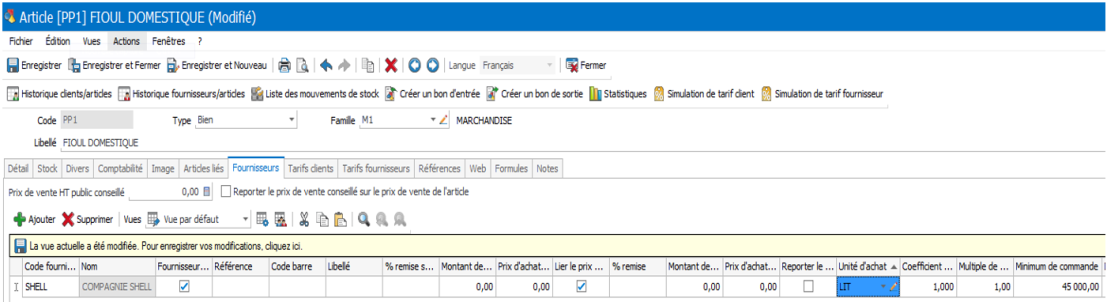 Article [PP1] FIOUL DOMESTIQUE (Modifié)
Fichier Édition Vues Actions Fenêtres ?
Enregistrer Enregistrer et Fermer Enregistrer et Nouveau Langue Français Fermer
Historique clients/articles Historique fournisseurs/articles Liste des mouvements de stock Créer un bon d'entrée Créer un bon de sortie Statistiques Simulation de tarif client Simulation de tarif fournisseur
Code PP1 Type Bien Famille M1 MARCHANDISE
Libellé FIOUL DOMESTIQUE
Détail Stock Divers Comptabilité Image Articles liés Fournisseurs Tarifs clients Tarifs fournisseurs Références Web Formules Notes
Prix de vente HT public conseillé 0,00 Reporter le prix de vente conseillé sur le prix de vente de l'article
Ajouter Supprimer Vues Vue par défaut
La vue actuelle a été modifiée. Pour enregistrer vos modifications, cliquez ici.
Code fourni... Nom Fournisseur... Référence Code barre Libellé % remise s... Montant de... Prix d'achat... Lier le prix ... % remise Montant de... Prix d'achat... Reporter le ... Unité d'achat Coefficient Multiple de ... Minimum de commande
SHELL COMPAGNIE SHELL 0,00 0,00 0,00 0,00 LIT 1,000 1,00 45 000,00